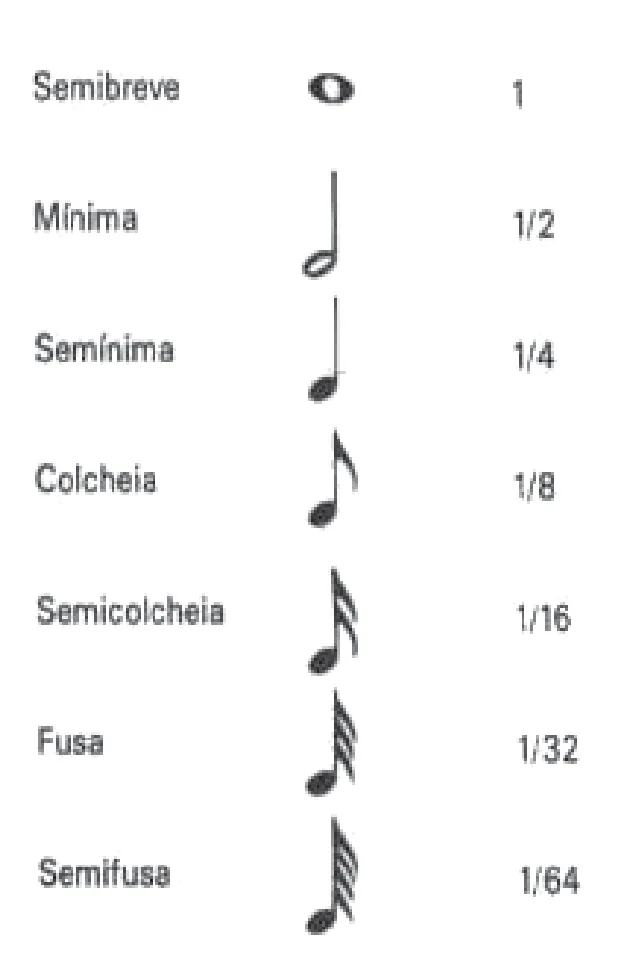 Semibreve 1
Mínima 1/2
Semínima 1/4
Colcheia 1/8
Semicolcheia 1/16
Fusa 1/32
Semifusa 1/64